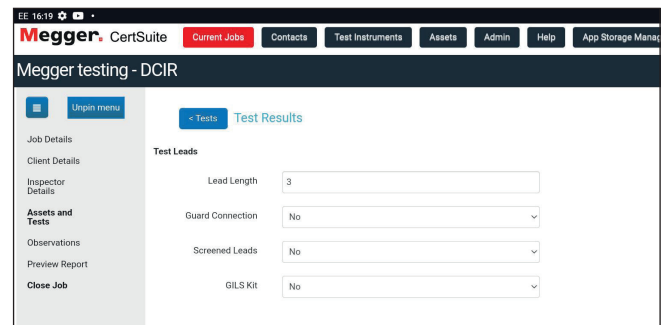 EE 16:19
Megger. CertSuite Current Jobs Contacts Test Instruments Assets Admin Help App Storage
Megger testing - DCIR
Unpin menu
< Tests Test Results
Job Details
Test Leads
Client Details
Lead Length 3
Inspector
Details
Guard Connection No
Assets and
Tests
Observations
Screened Leads No
Preview Report
Close Job
GILS Kit No